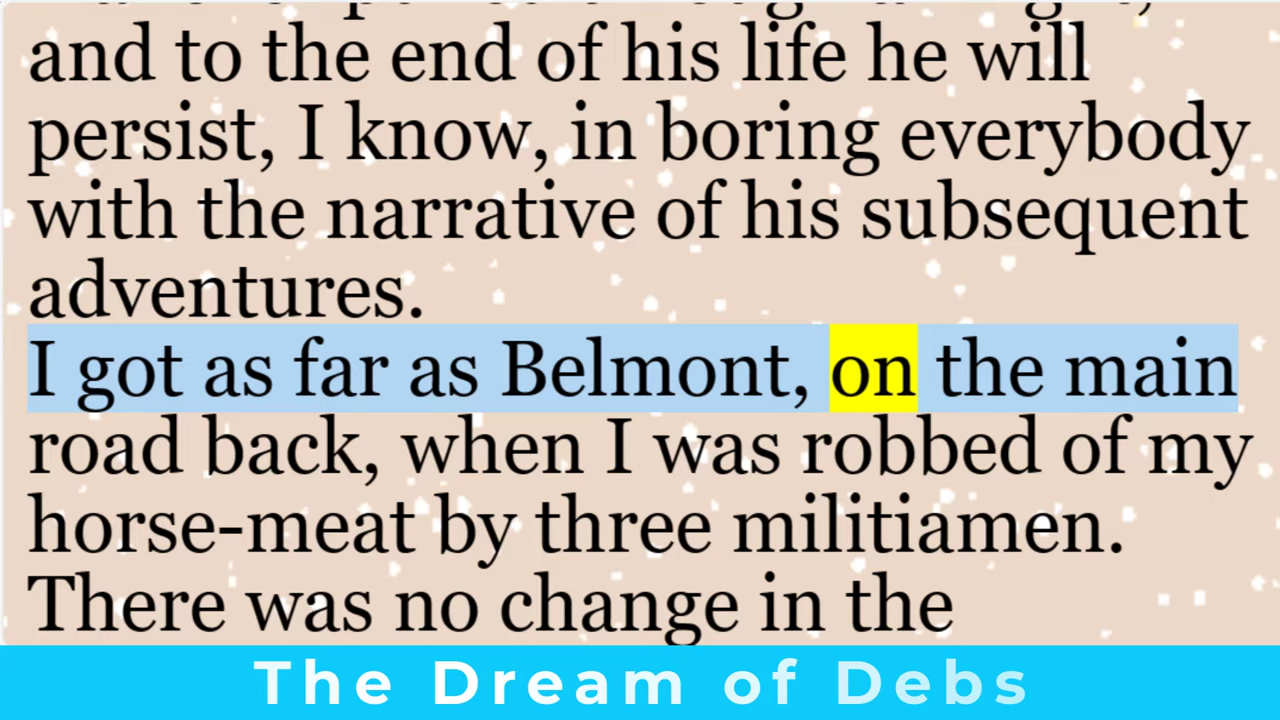 and to the end of his life he will
persist, I know, in boring everybody
with the narrative of his subsequent
adventures.
I got as far as Belmont, on the main
road back, when I was robbed of my
horse-meat by three militiamen.
There was no change in the
The Dream of Debs